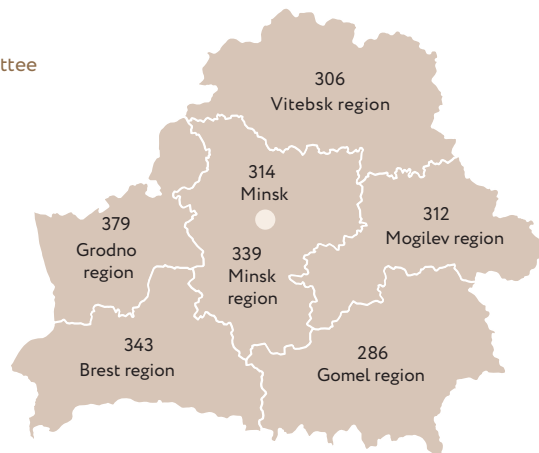 ttee
306
Vitebsk region
314
Minsk
312
Mogilev region
379
Grodno
region
339
Minsk
region
343
Brest region
286
Gomel region